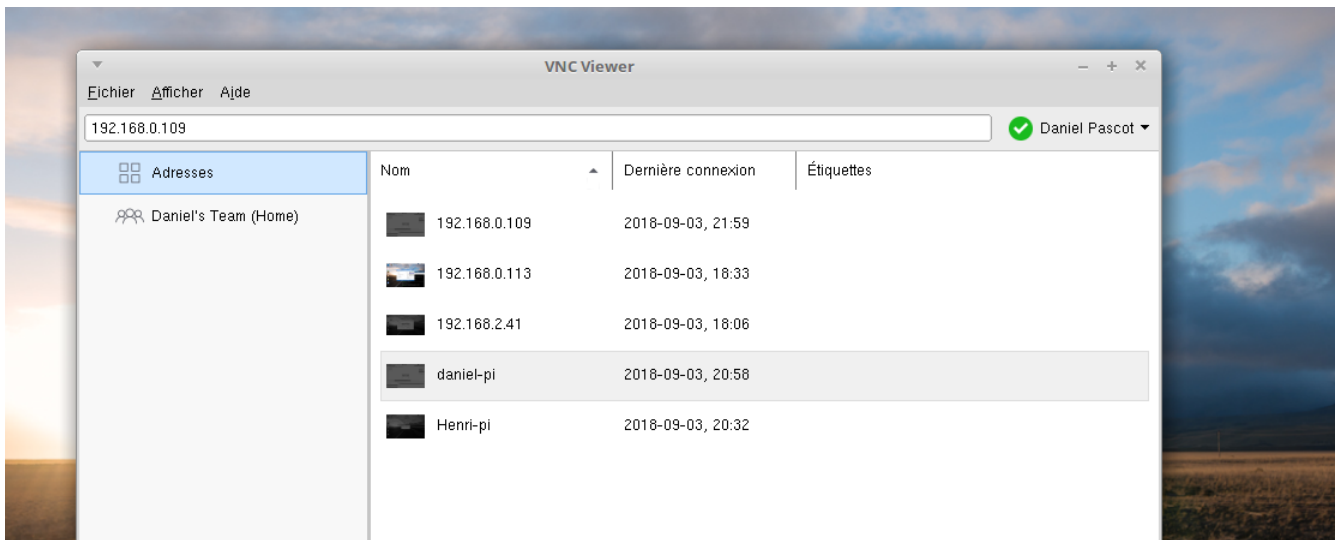 VNC Viewer
Fichier Afficher Aide
192.168.0.109 Daniel Pascot
Adresses Nom Dernière connexion Étiquettes
Daniel's Team (Home)
192.168.0.109 2018-09-03, 21:59
192.168.0.113 2018-09-03, 18:33
192.168.2.41 2018-09-03, 18:06
daniel-pi 2018-09-03, 20:58
Henri-pi 2018-09-03, 20:32